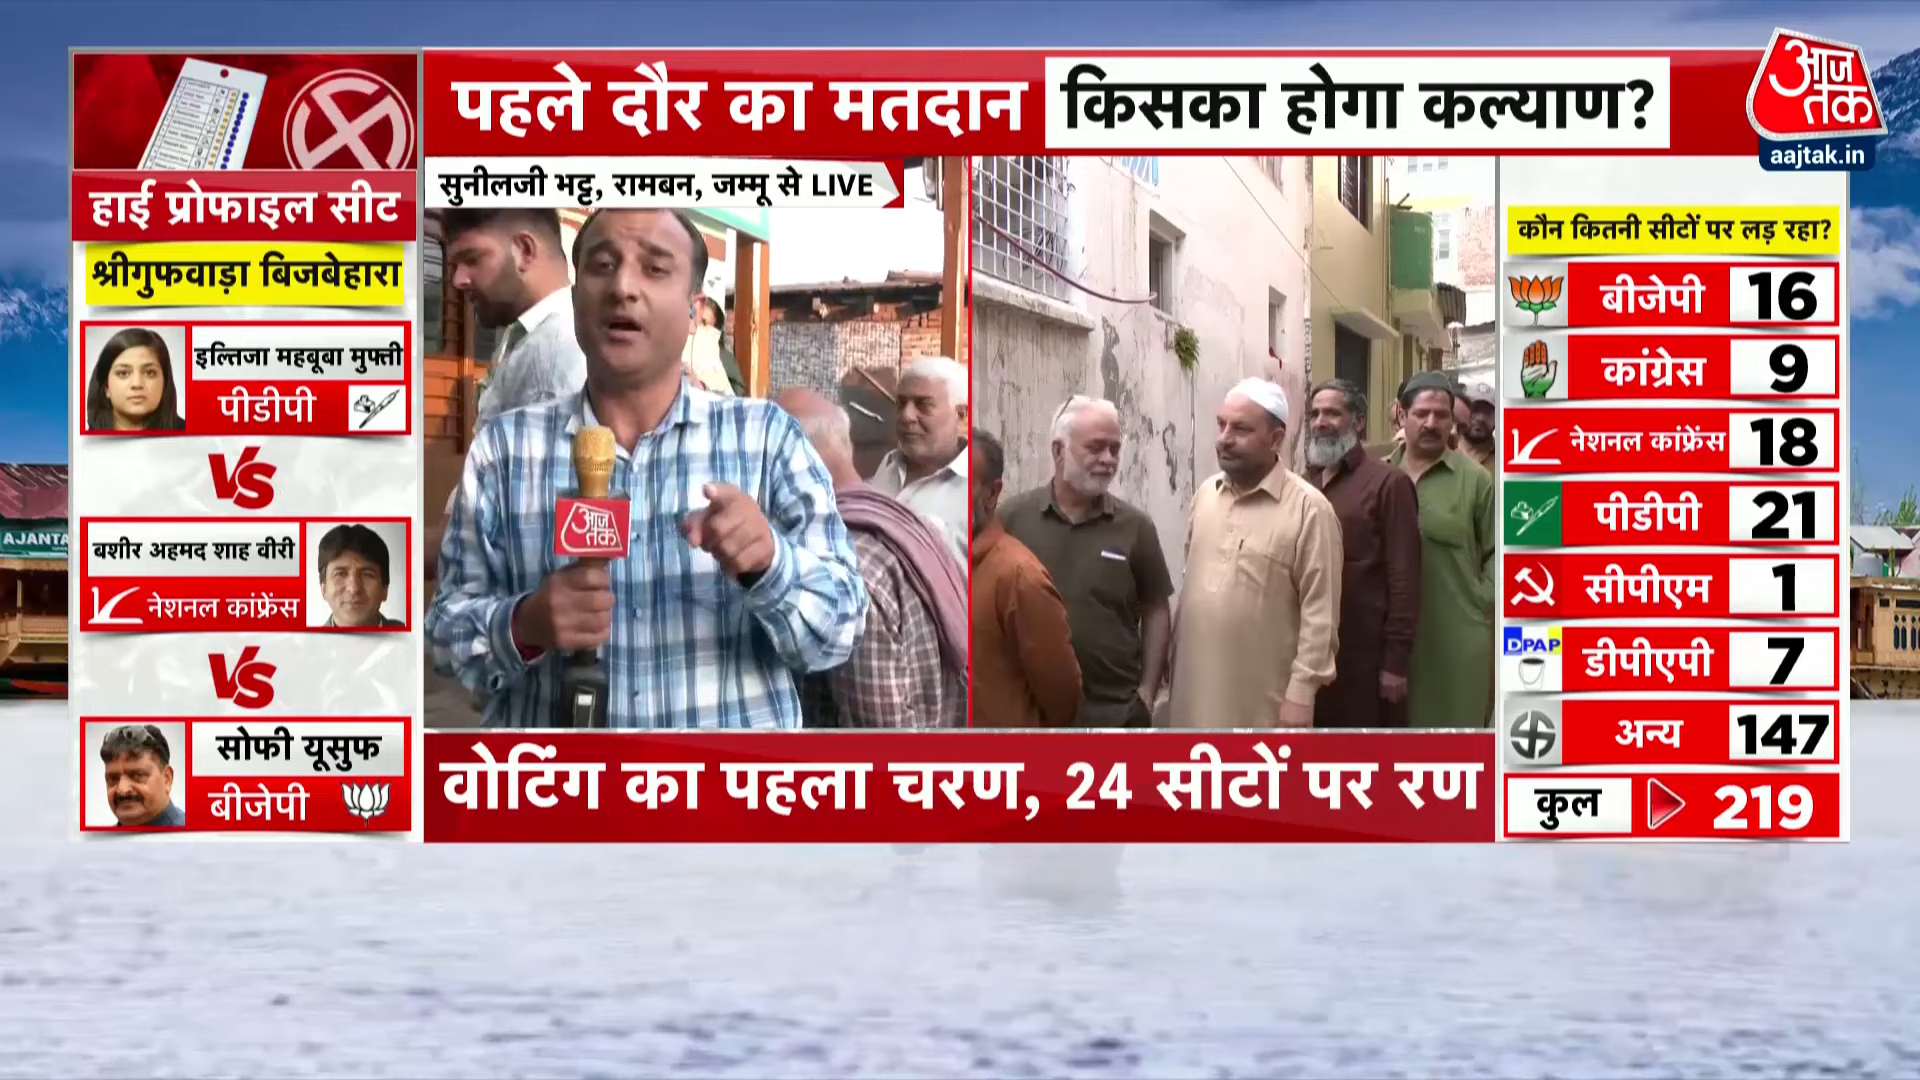 पहले दौर का मतदान किसका होगा कल्याण?
आज
तक
aajtak.in
हाई प्रोफाइल सीट
श्रीगुफवाड़ा बिजबेहारा
इल्तिजा महबूबा मुफ्ती
पीडीपी
VS
बशीर अहमद शाह वीरी
नेशनल कांफ्रेंस
VS
सोफी यूसुफ
बीजेपी
सुनीलजी भट्ट, रामबन, जम्मू से LIVE
आज
तक
वोटिंग का पहला चरण, 24 सीटों पर रण
कौन कितनी सीटों पर लड़ रहा?
बीजेपी 16
कांग्रेस 9
नेशनल कांफ्रेंस 18
पीडीपी 21
सीपीएम 1
DPAP डीपीएपी 7
अन्य 147
कुल 219
AJANTA